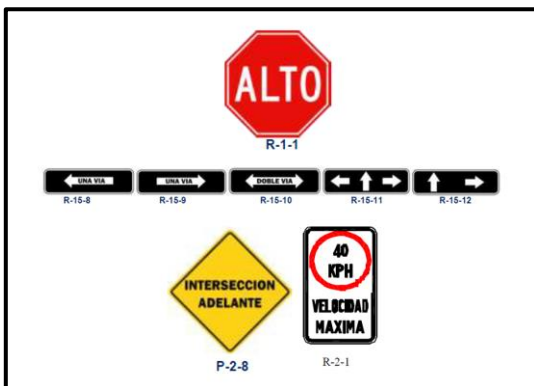 ALTO
R-1-1
UNA VIA
UNA VIA
DOBLE VIA
R-15-8
R-15-9
R-15-10
R-15-11
R-15-12
INTERSECCION
ADELANTE
P-2-8
40
KPH
VELOCIDAD
MAXIMA
R-2-1